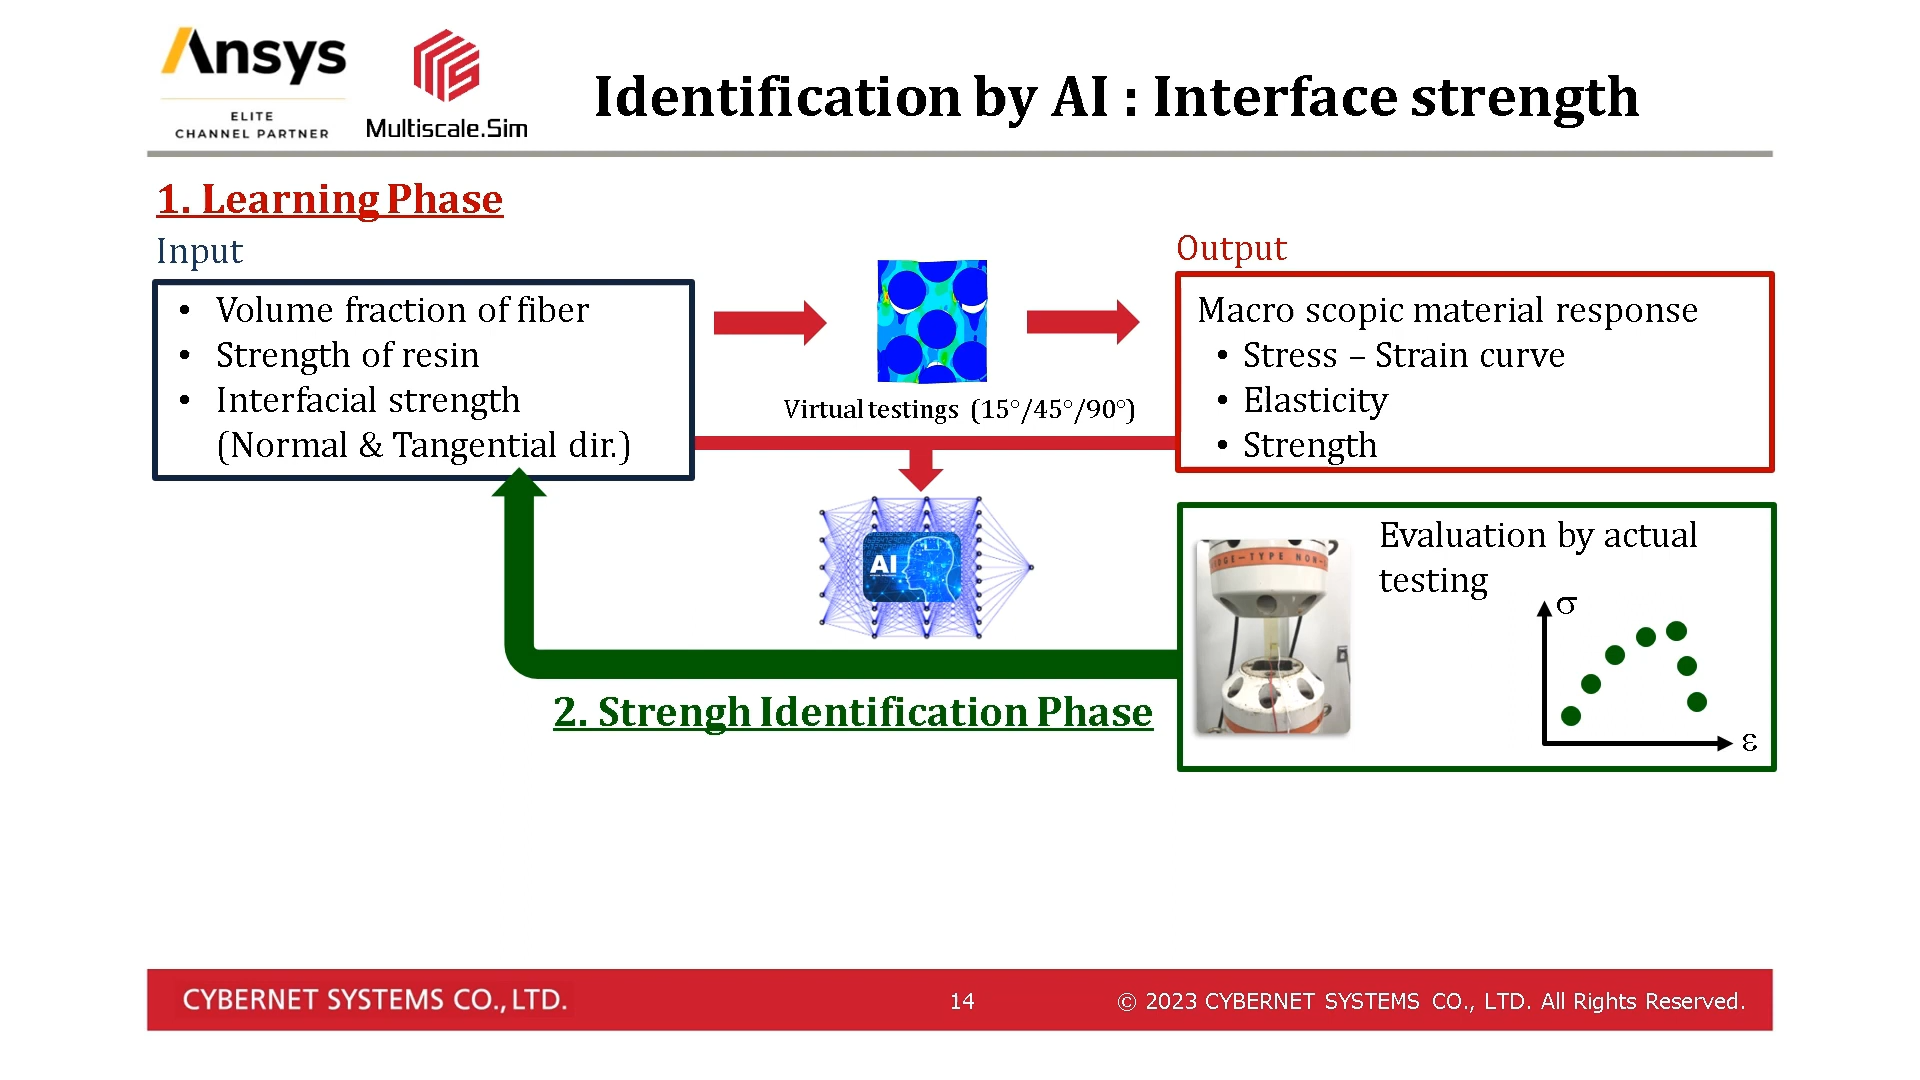 Ansys
ELITE
CHANNEL PARTNER
Multiscale.Sim
Identification by AI : Interface strength
1. Learning Phase
Input
• Volume fraction of fiber
• Strength of resin
• Interfacial strength
(Normal & Tangential dir.)
Virtual testings (15°/45°/90°)
Output
Macro scopic material response
• Stress – Strain curve
• Elasticity
• Strength
AI
2. Strengh Identification Phase
Evaluation by actual
testing
DGE-TYPE NON-
σ
ε
CYBERNET SYSTEMS CO., LTD.
14
© 2023 CYBERNET SYSTEMS CO., LTD. All Rights Reserved.